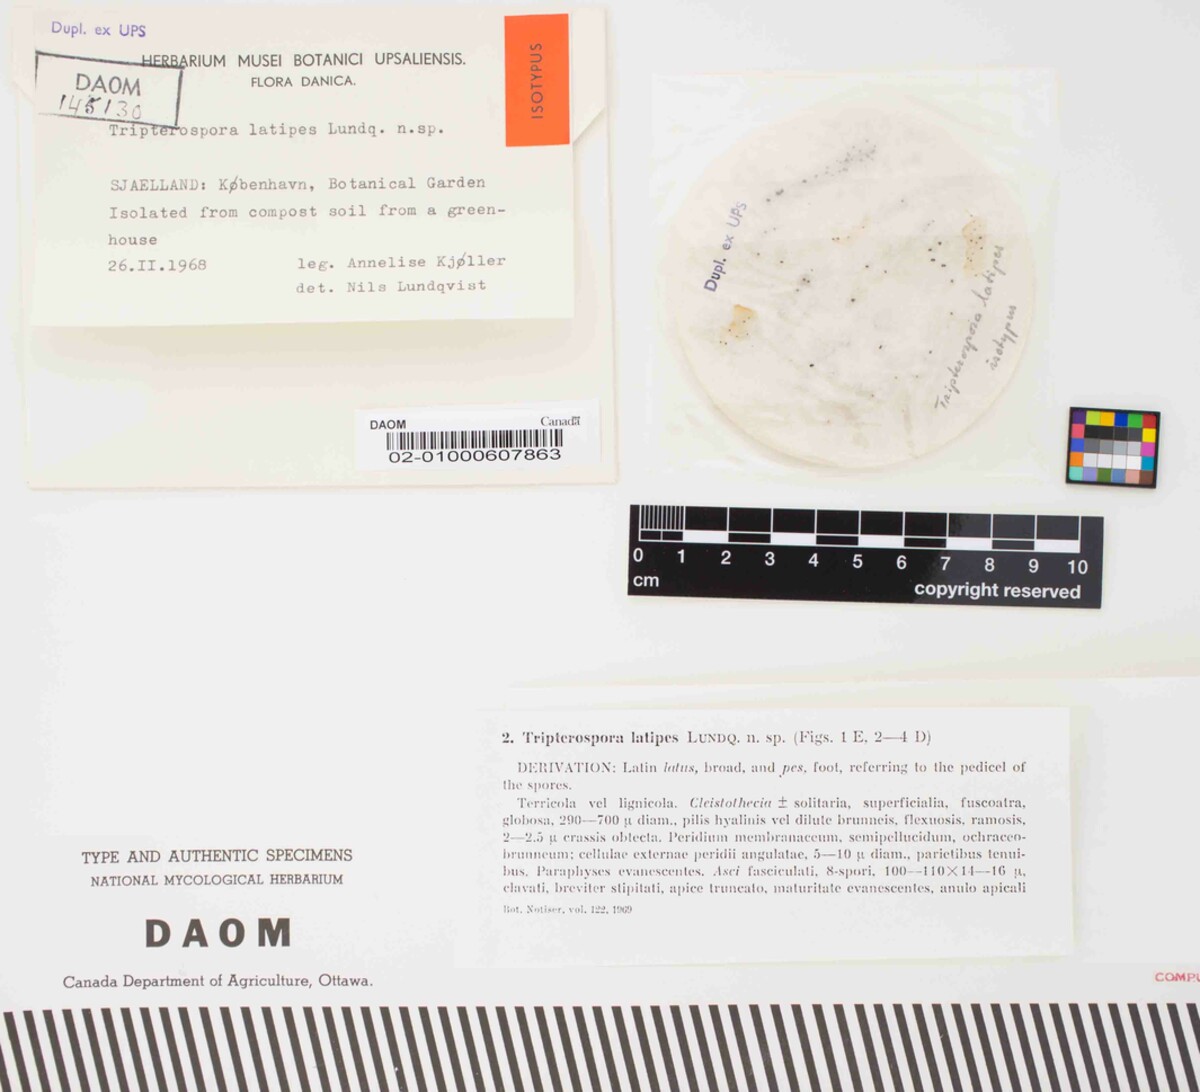 Dupl. ex UPS
HERBARIUM MUSEI BOTANICI UPSALIENSIS.
FLORA DANICA.
DAOM
145130
ISOTYPUS
Tripterospora latipes Lundq. n.sp.
SJAELLAND: København, Botanical Garden
Isolated from compost soil from a green-
house
26.II.1968 leg. Annelise Kjøller
det. Nils Lundqvist
DAOM Canada
02-01000607863
Dupl. ex UPS
Tripterospora latipes
isotypus
0 1 2 3 4 5 6 7 8 9 10
cm
copyright reserved
2. Tripterospora latipes LUNDQ. n. sp. (Figs. 1 E, 2—4 D)
DERIVATION: Latin latus, broad, and pes, foot, referring to the pedicel of
the spores.
Terricola vel lignicola. Cleistothecia ± solitaria, superficialia, fuscoatra,
globosa, 290—700 μ diam., pilis hyalinis vel dilute brunneis, flexuosis, ramosis,
2—2.5 μ crassis obtecta. Peridium membranaceum, semipellucidum, ochraceo-
brunneum; cellulae externae peridii angulatae, 5—10 μ diam., parietibus tenui-
bus. Paraphyses evanescentes. Asci fasciculati, 8-spori, 100—110×14—16 μ,
clavati, breviter stipitati, apice truncato, maturitate evanescentes, anulo apicali
Bot. Notiser, vol. 122, 1969
TYPE AND AUTHENTIC SPECIMENS
NATIONAL MYCOLOGICAL HERBARIUM
DAOM
Canada Department of Agriculture, Ottawa.
COMPU